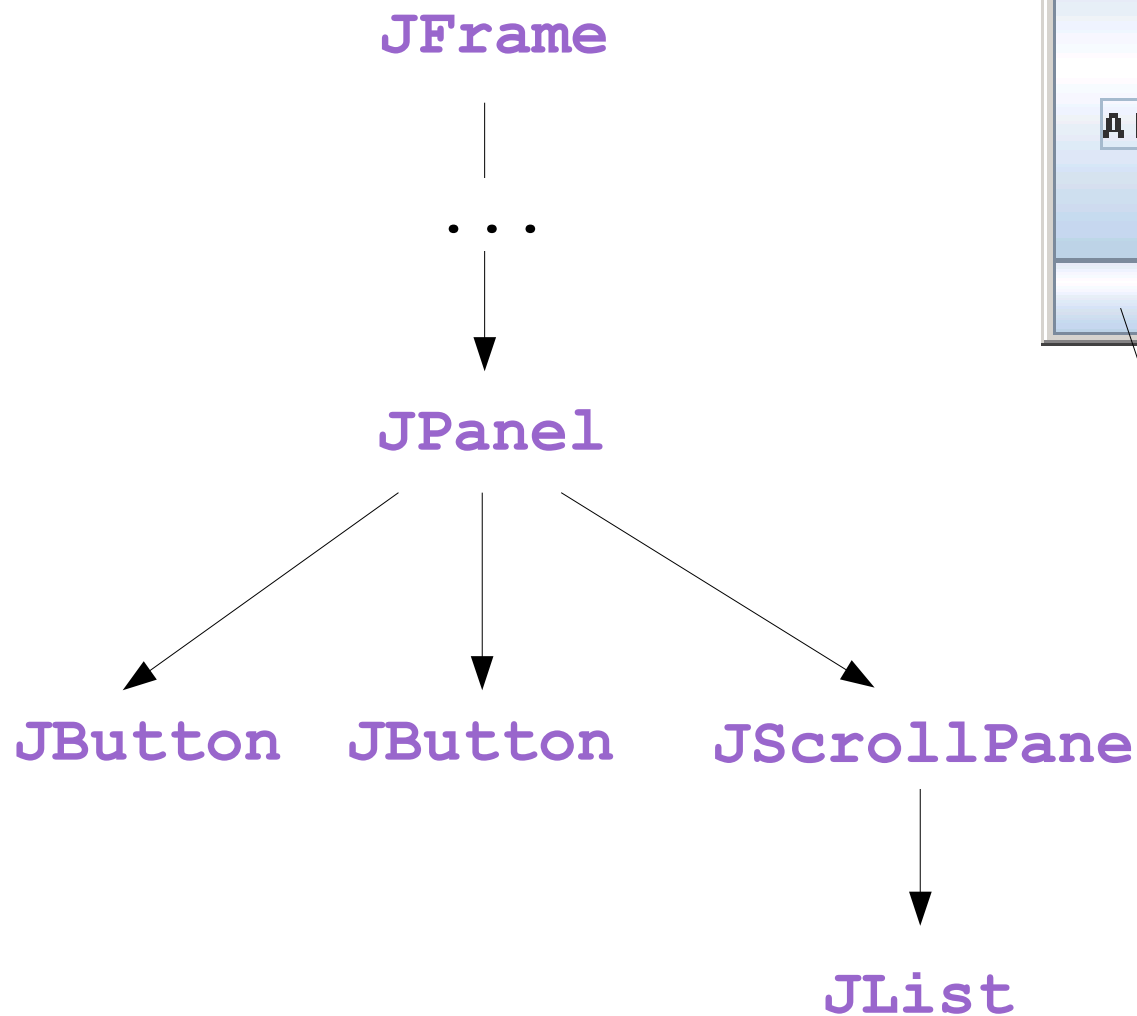 JFrame
. . .
JPanel
JButton JButton JScrollPane
JList